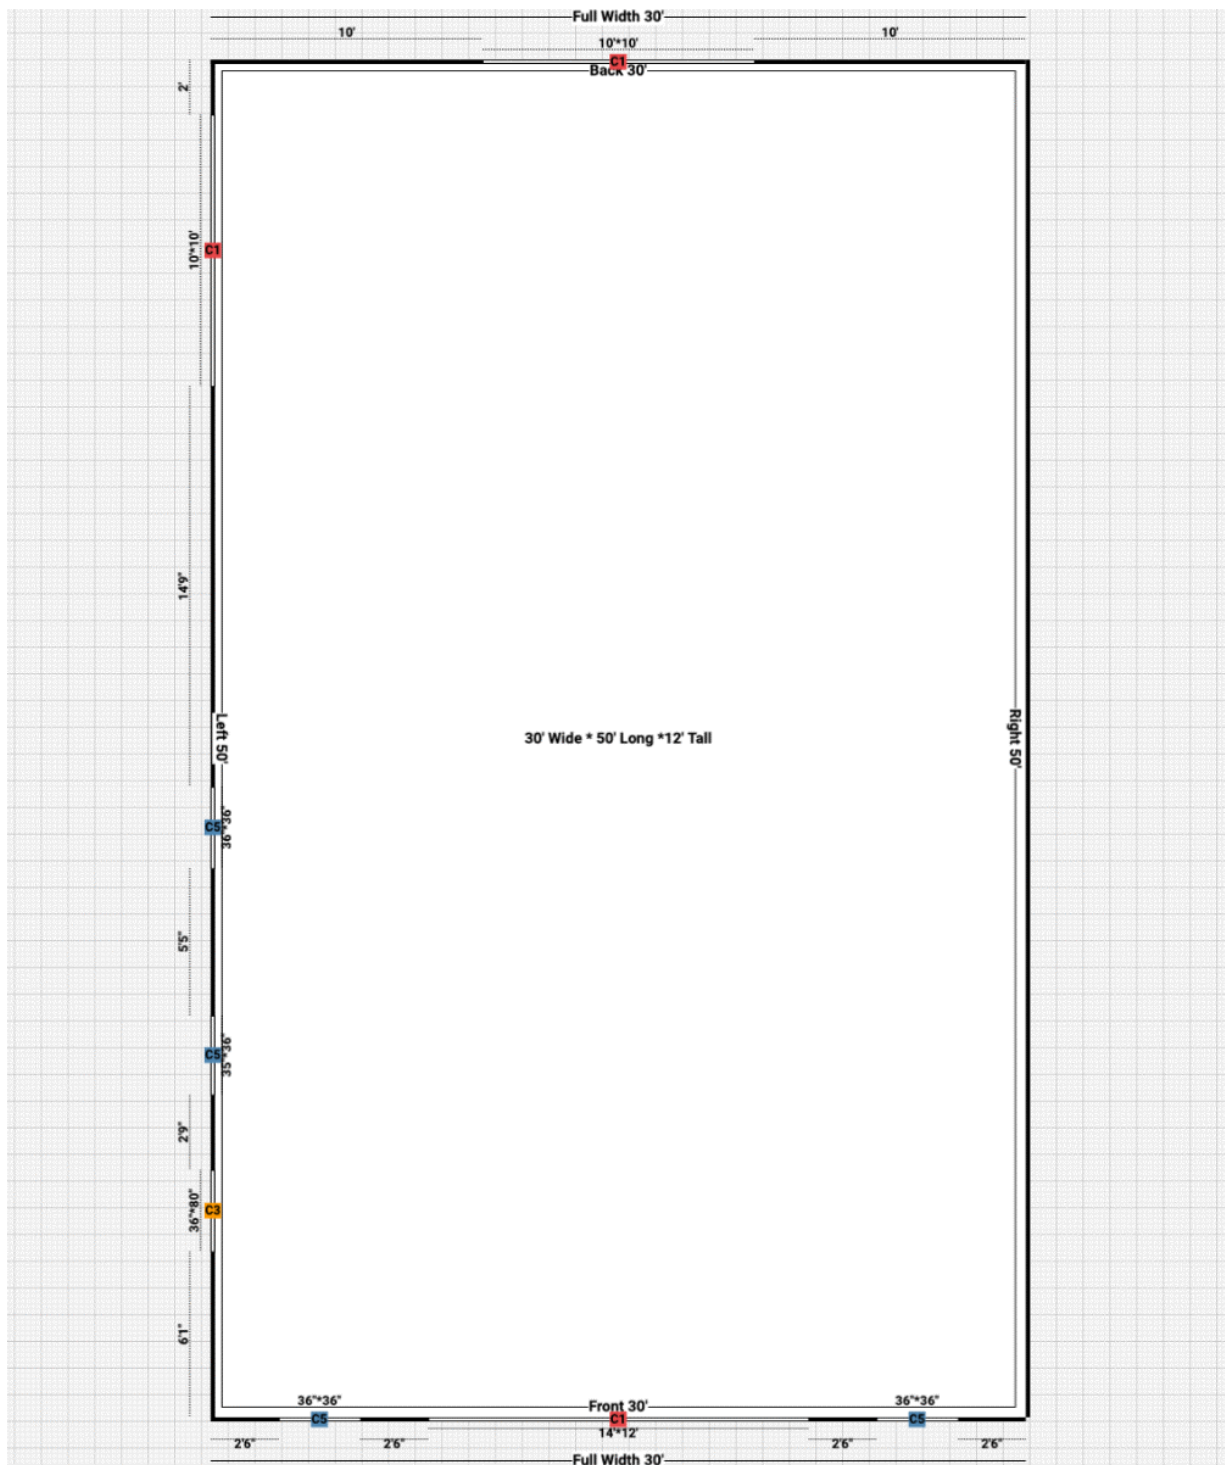 Full Width 30'
10'
10'*10'
10'
C1
Back 30'
2'
10'*10'
C1
14'9"
Left 50'
Right 50'
30' Wide * 50' Long *12' Tall
C5
36"*36"
5'5"
C5
35"*36"
2'9"
36"*80"
C3
6'1"
36"*36"
Front 30'
36"*36"
C5
C1
C5
14'*12'
2'6"
2'6"
2'6"
2'6"
Full Width 30'